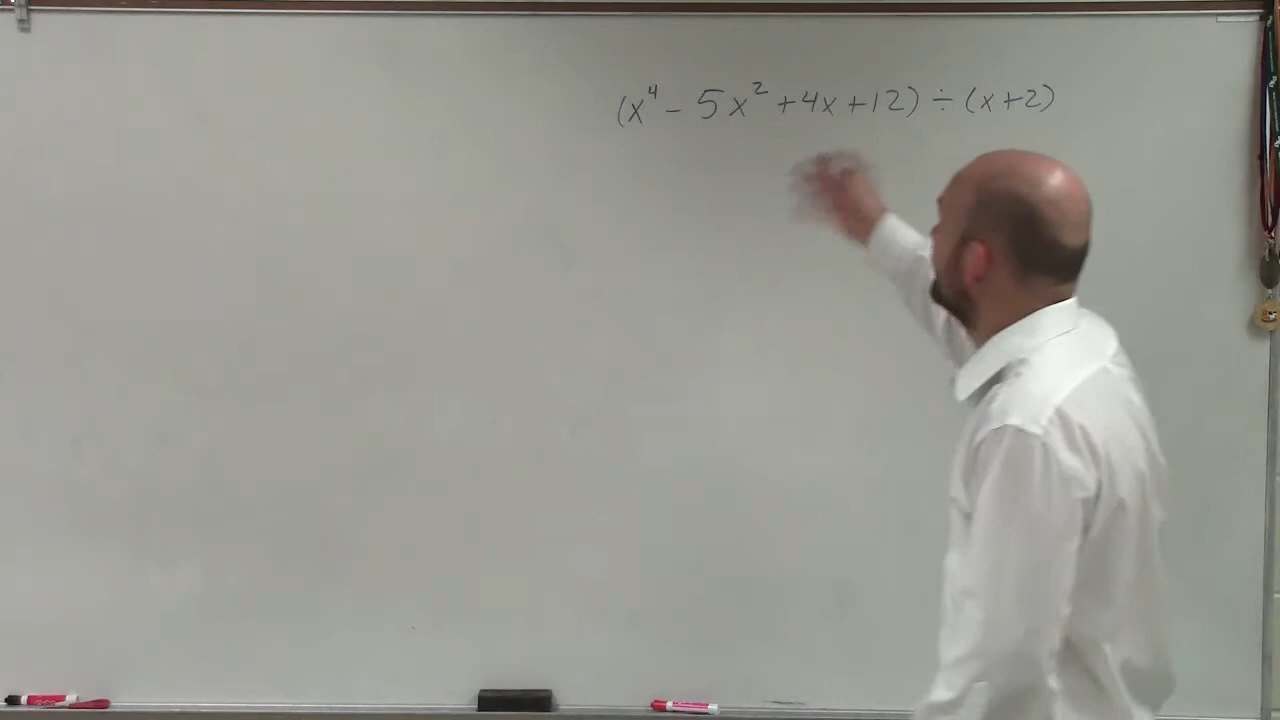 (x⁴ - 5x² + 4x + 12) ÷ (x + 2)